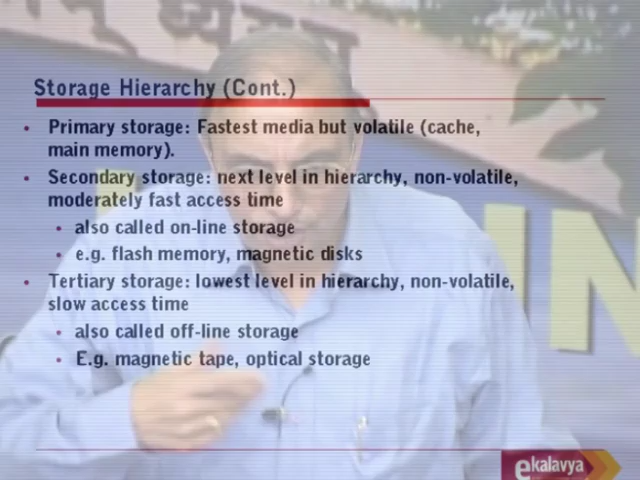 Storage Hierarchy (Cont.)
• Primary storage: Fastest media but volatile (cache,
main memory).
• Secondary storage: next level in hierarchy, non-volatile,
moderately fast access time
• also called on-line storage
• e.g. flash memory, magnetic disks
• Tertiary storage: lowest level in hierarchy, non-volatile,
slow access time
• also called off-line storage
• E.g. magnetic tape, optical storage
IN
ekalavya